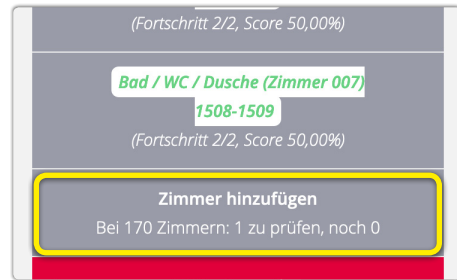 (Fortschritt 2/2, Score 50,00%)
Bad / WC / Dusche (Zimmer 007)
1508-1509
(Fortschritt 2/2, Score 50,00%)
Zimmer hinzufügen
Bei 170 Zimmern: 1 zu prüfen, noch 0